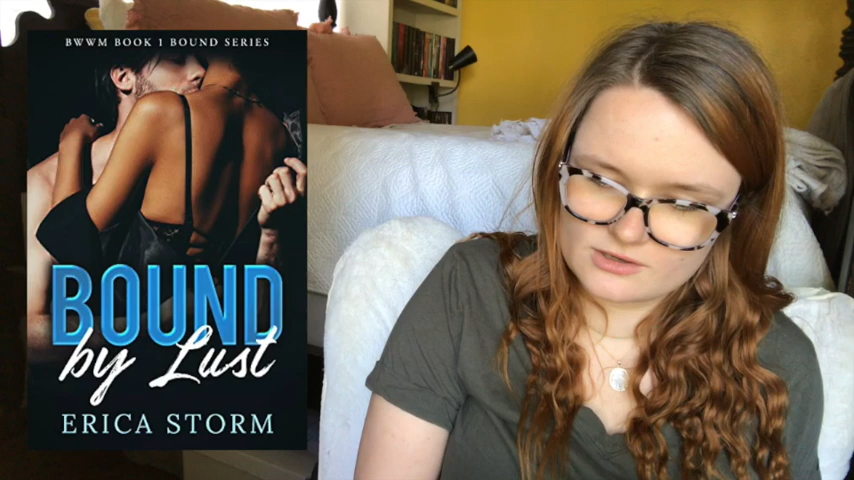 BWWM BOOK 1 BOUND SERIES
BOUND
by Lust
ERICA STORM